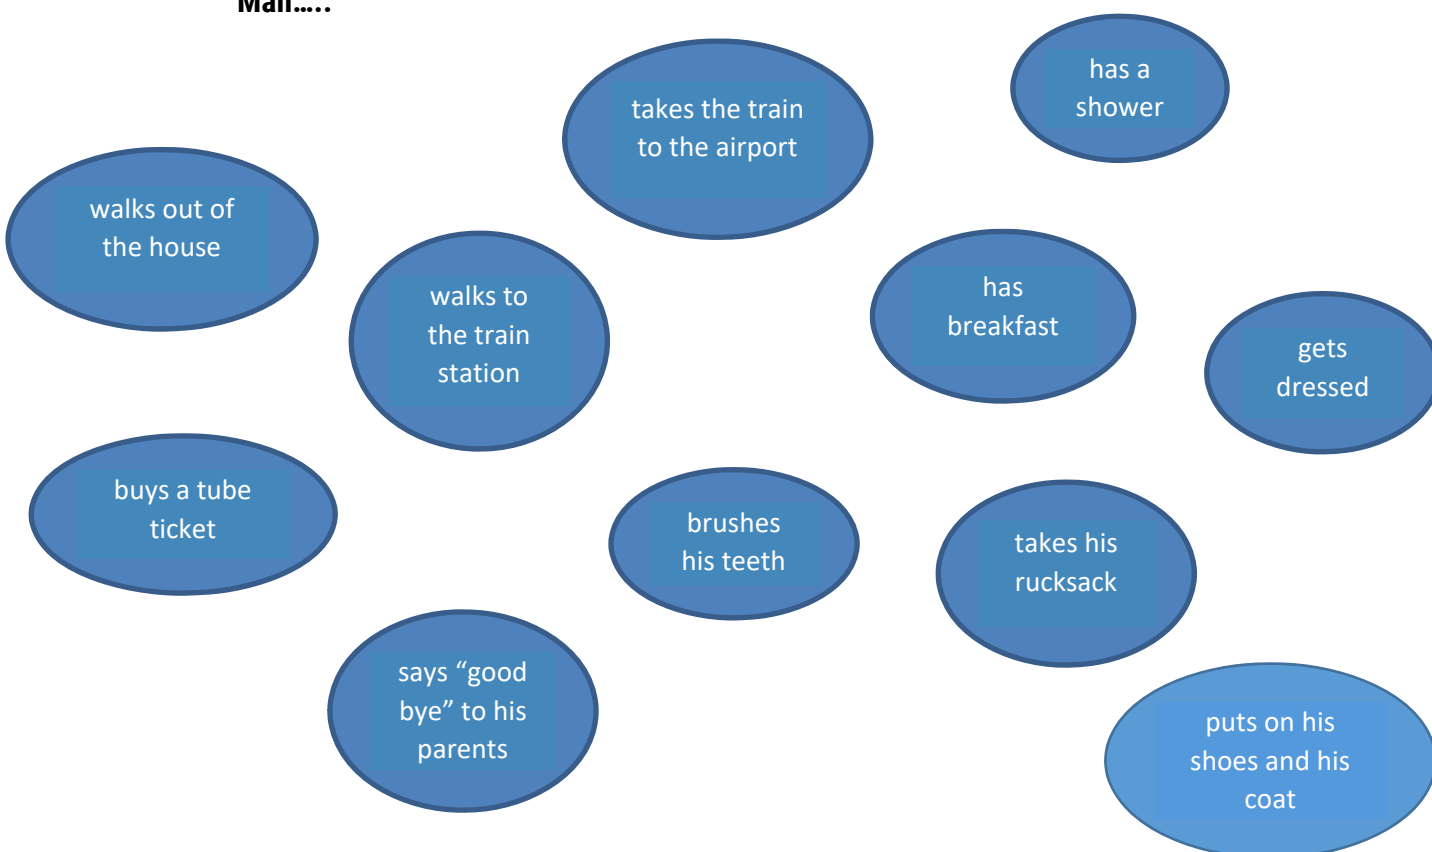 Mali.....
has a
shower
takes the train
to the airport
walks out of
the house
walks to
the train
station
has
breakfast
gets
dressed
buys a tube
ticket
brushes
his teeth
takes his
rucksack
says “good
bye” to his
parents
puts on his
shoes and his
coat